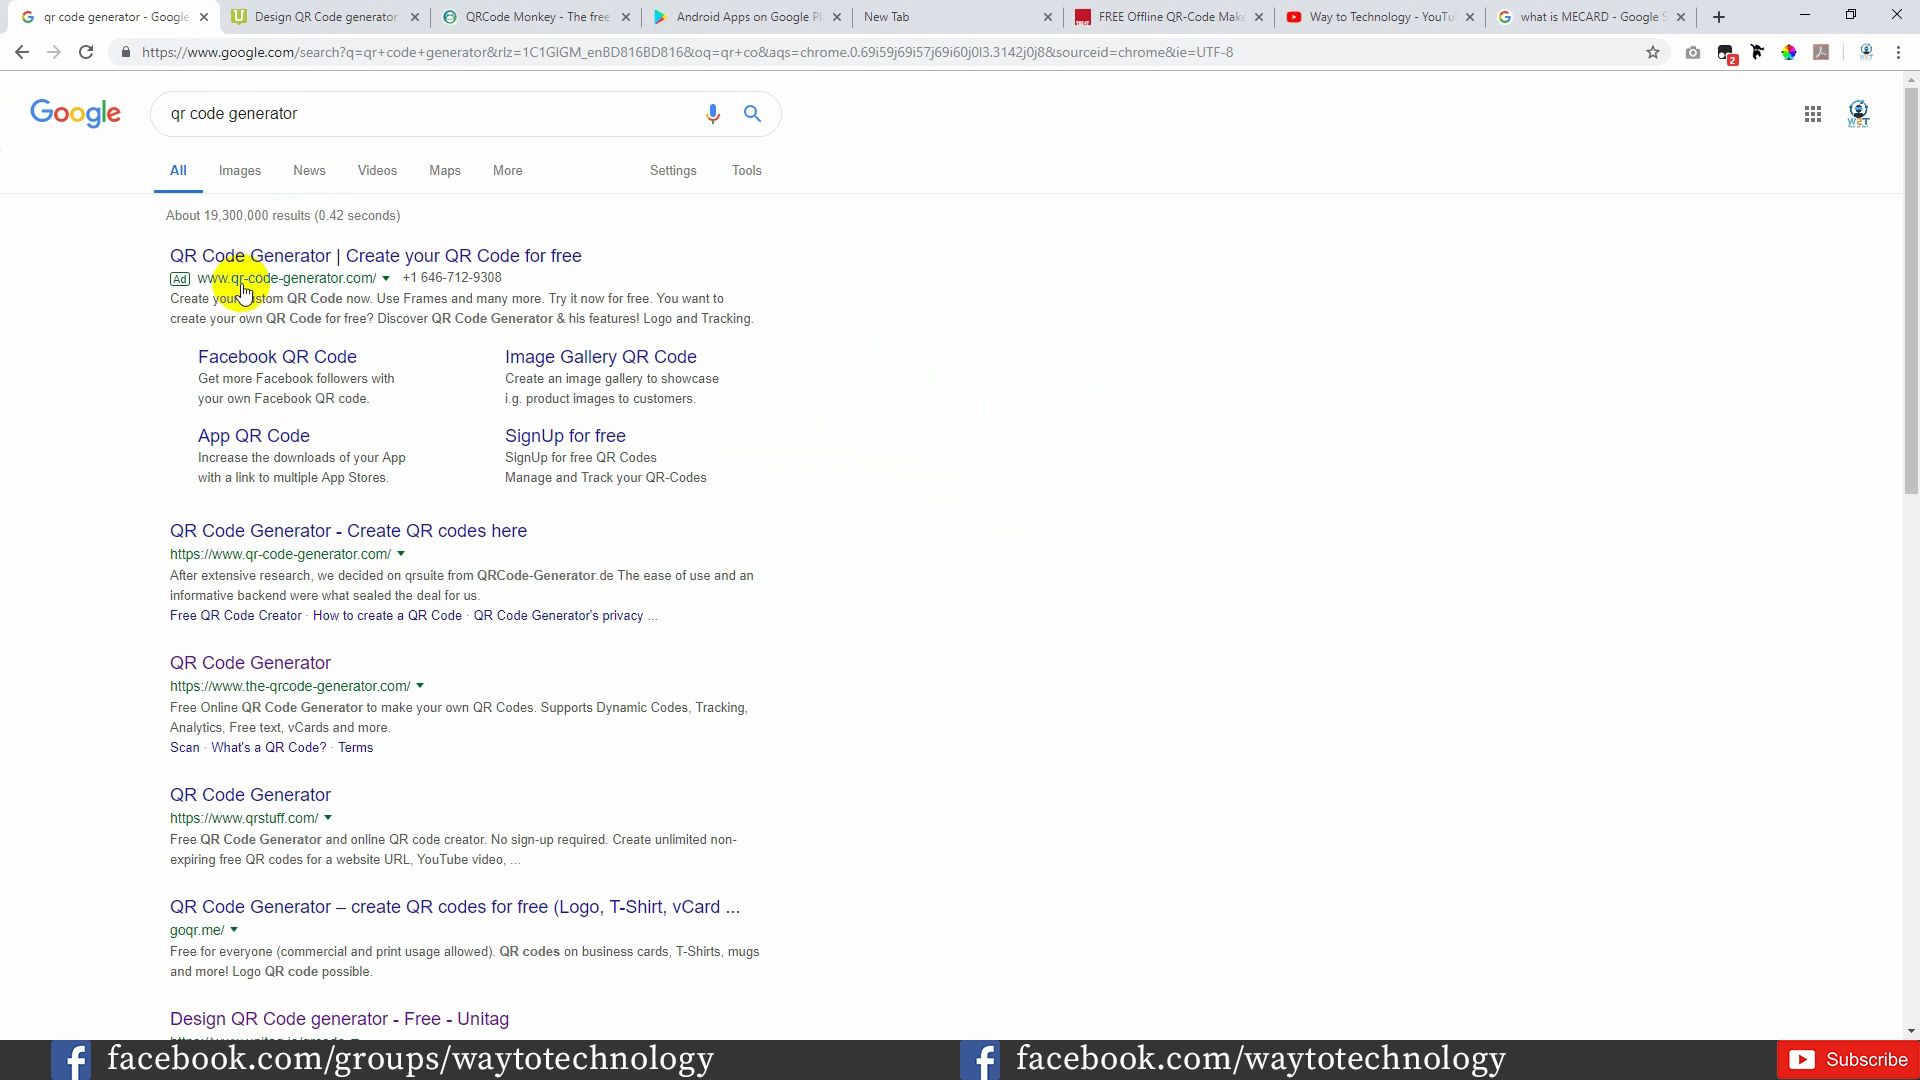 qr code generator - Google
Design QR Code generator
QRCode Monkey - The free
Android Apps on Google Pl
New Tab
FREE Offline QR-Code Make
Way to Technology - YouTu
what is MECARD - Google S
https://www.google.com/search?q=qr+code+generator&rlz=1C1GIGM_enBD816BD816&oq=qr+co&aqs=chrome.0.69i59j69i57j69i60j0l3.3142j0j8&sourceid=chrome&ie=UTF-8
2
Google
qr code generator
W2T
All Images News Videos Maps More Settings Tools
About 19,300,000 results (0.42 seconds)
QR Code Generator | Create your QR Code for free
Ad www.qr-code-generator.com/ +1 646-712-9308
Create your custom QR Code now. Use Frames and many more. Try it now for free. You want to
create your own QR Code for free? Discover QR Code Generator & his features! Logo and Tracking.
Facebook QR Code
Get more Facebook followers with
your own Facebook QR code.
Image Gallery QR Code
Create an image gallery to showcase
i.g. product images to customers.
App QR Code
Increase the downloads of your App
with a link to multiple App Stores.
SignUp for free
SignUp for free QR Codes
Manage and Track your QR-Codes
QR Code Generator - Create QR codes here
https://www.qr-code-generator.com/
After extensive research, we decided on qrsuite from QRCode-Generator.de The ease of use and an
informative backend were what sealed the deal for us.
Free QR Code Creator · How to create a QR Code · QR Code Generator's privacy ...
QR Code Generator
https://www.the-qrcode-generator.com/
Free Online QR Code Generator to make your own QR Codes. Supports Dynamic Codes, Tracking,
Analytics, Free text, vCards and more.
Scan · What's a QR Code? · Terms
QR Code Generator
https://www.qrstuff.com/
Free QR Code Generator and online QR code creator. No sign-up required. Create unlimited non-
expiring free QR codes for a website URL, YouTube video, ...
QR Code Generator – create QR codes for free (Logo, T-Shirt, vCard ...
goqr.me/
Free for everyone (commercial and print usage allowed). QR codes on business cards, T-Shirts, mugs
and more! Logo QR code possible.
Design QR Code generator - Free - Unitag
facebook.com/groups/waytotechnology
facebook.com/waytotechnology
Subscribe